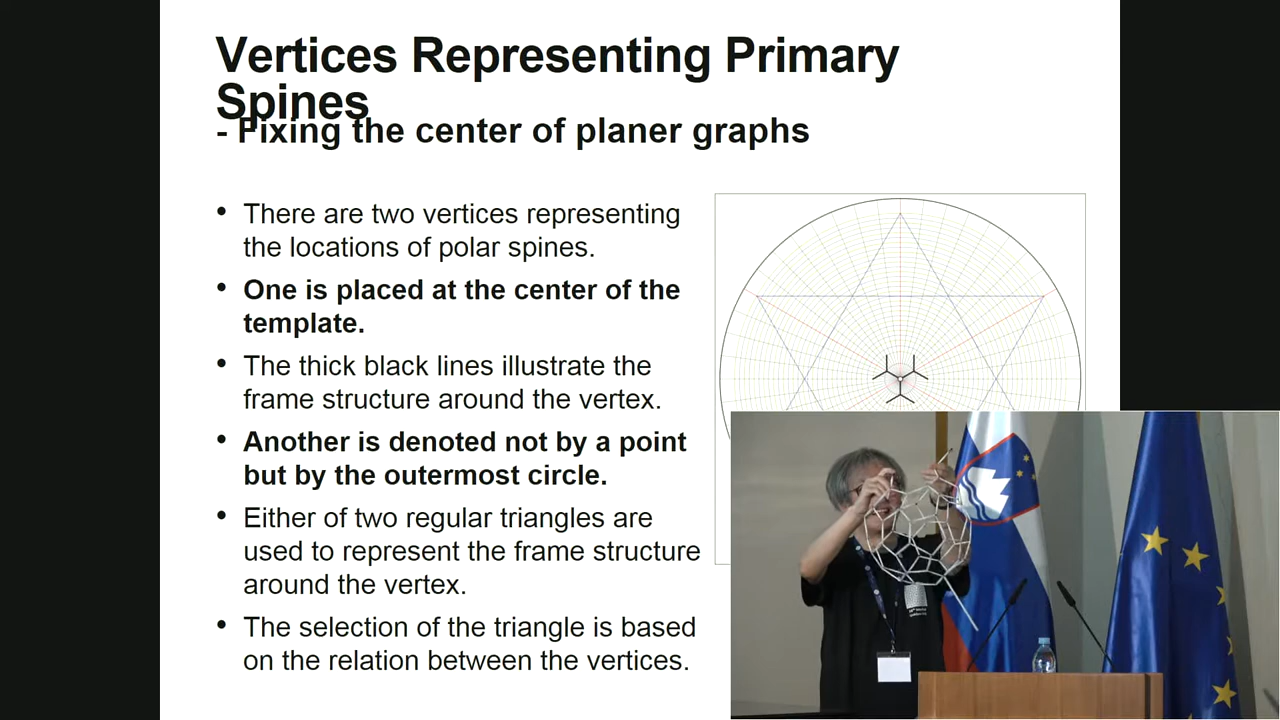 Vertices Representing Primary
Spines
- Fixing the center of planer graphs
• There are two vertices representing
the locations of polar spines.
• One is placed at the center of the
template.
• The thick black lines illustrate the
frame structure around the vertex.
• Another is denoted not by a point
but by the outermost circle.
• Either of two regular triangles are
used to represent the frame structure
around the vertex.
• The selection of the triangle is based
on the relation between the vertices.